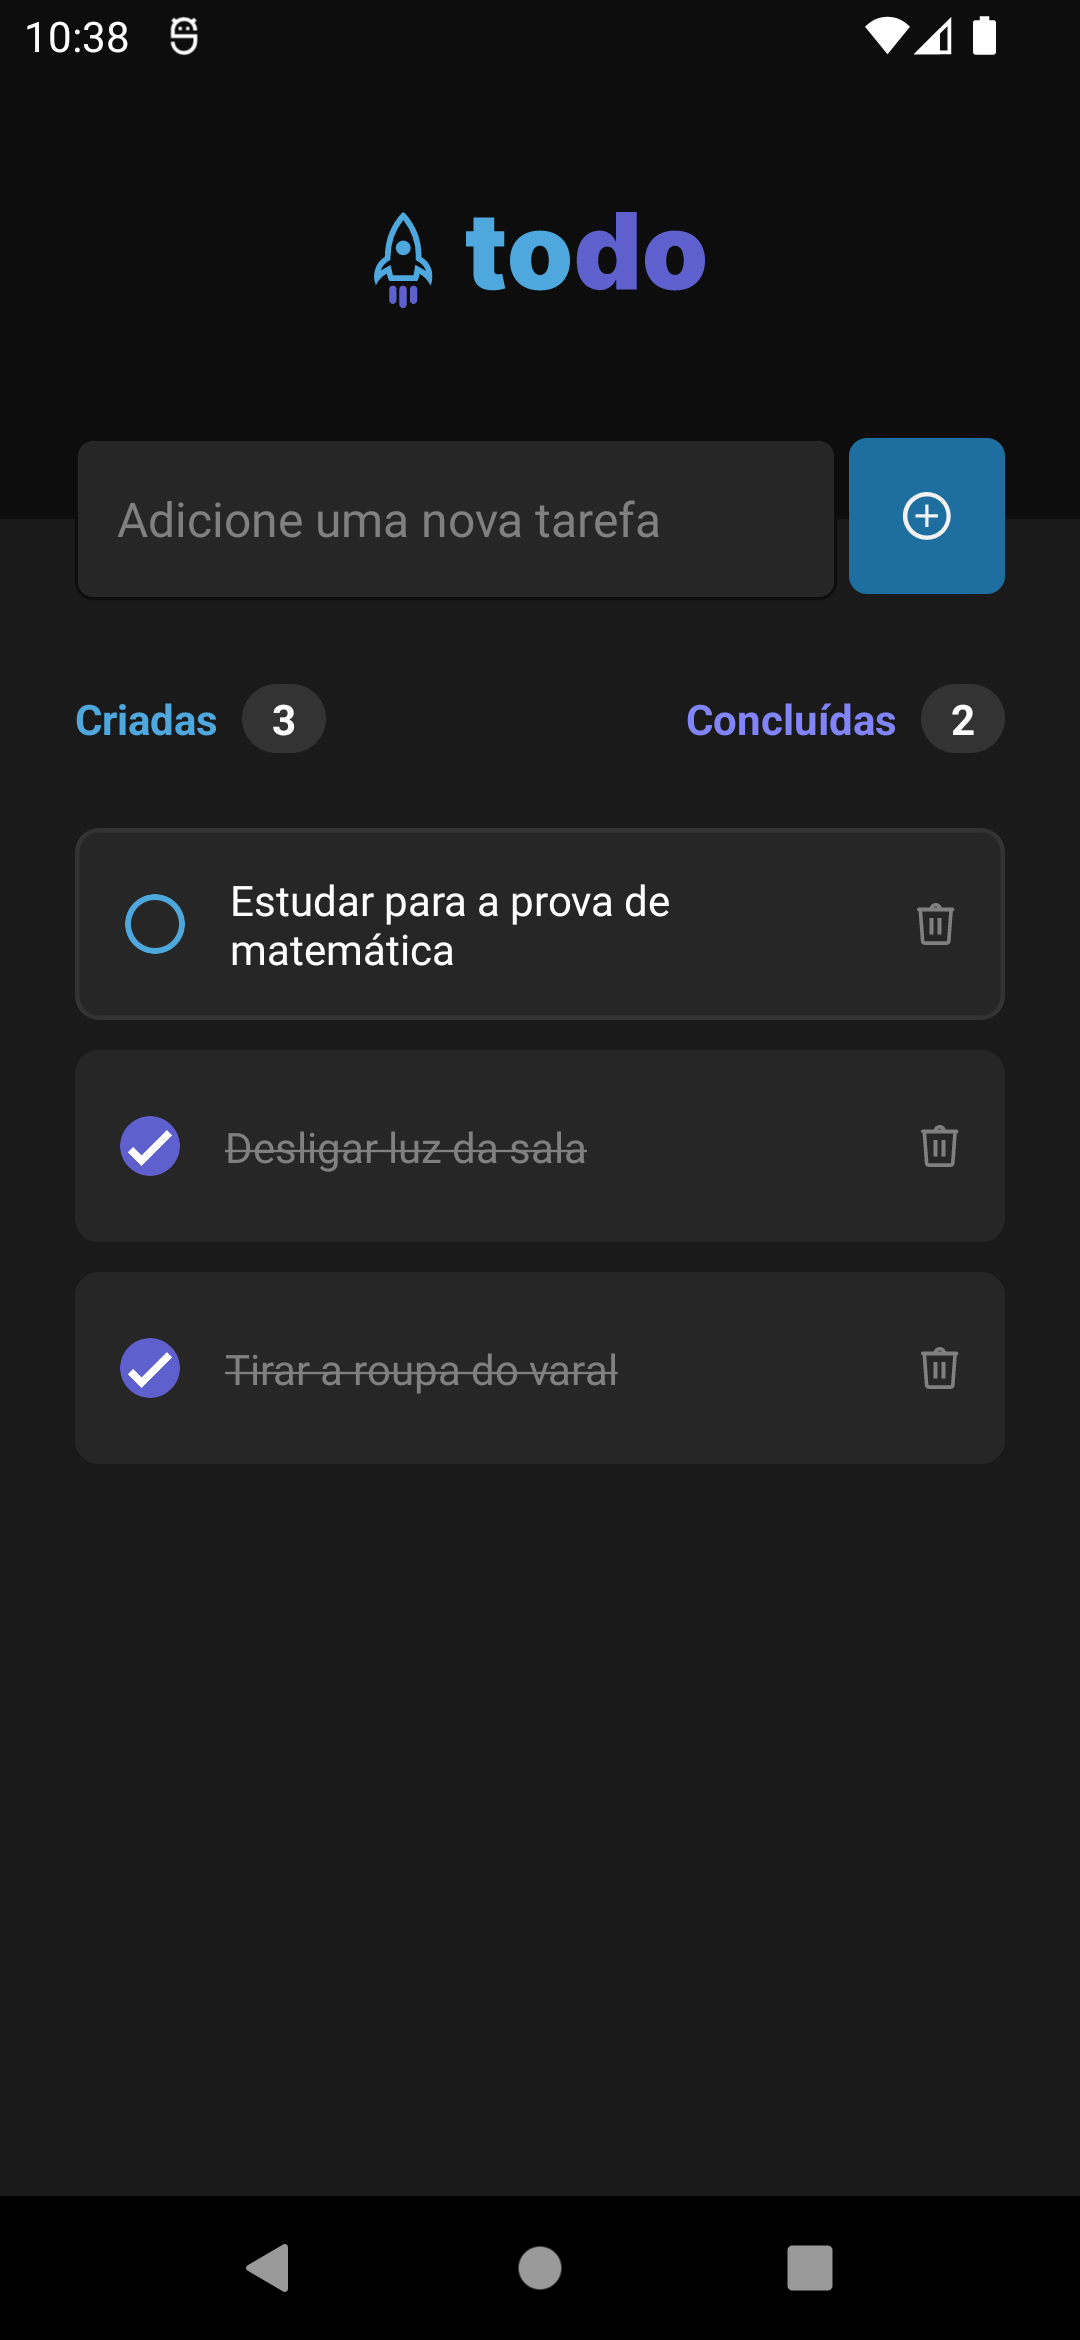 10:38
todo
Adicione uma nova tarefa
Criadas 3 Concluídas 2
Estudar para a prova de
matemática
Desligar luz da sala
Tirar a roupa do varal